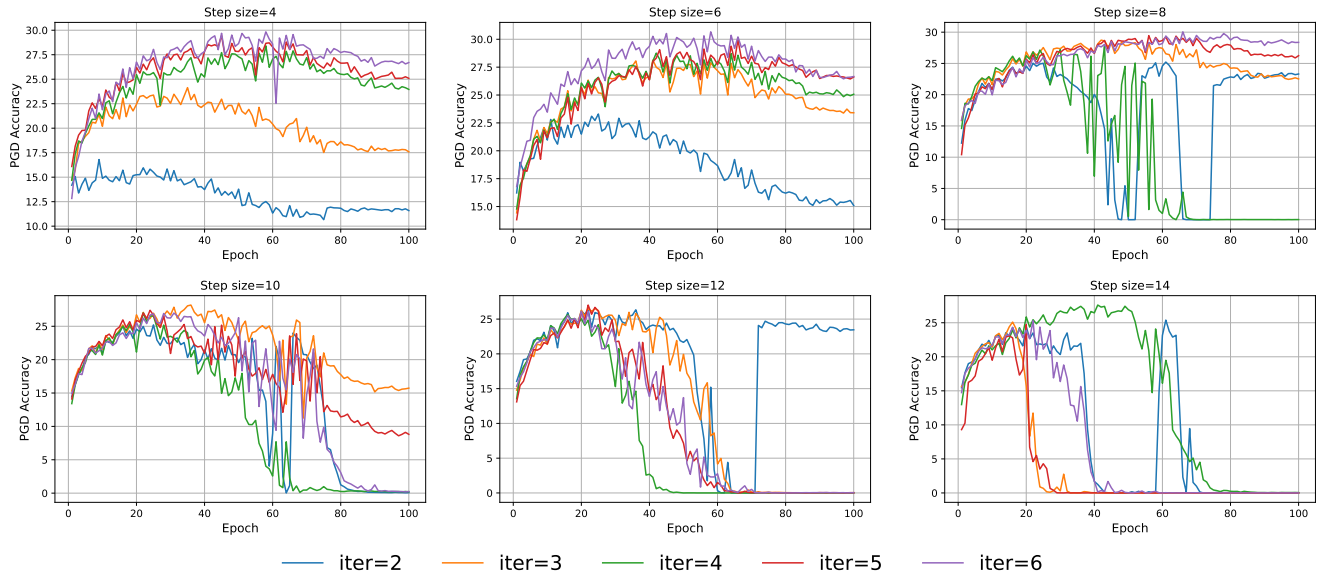 Step size=4
30.0
27.5
25.0
22.5
20.0
17.5
15.0
12.5
10.0
PGD Accuracy
0 20 40 60 80 100
Epoch
Step size=6
30.0
27.5
25.0
22.5
20.0
17.5
15.0
PGD Accuracy
0 20 40 60 80 100
Epoch
Step size=8
30
25
20
15
10
5
0
PGD Accuracy
0 20 40 60 80 100
Epoch
Step size=10
25
20
15
10
5
0
PGD Accuracy
0 20 40 60 80 100
Epoch
Step size=12
25
20
15
10
5
0
PGD Accuracy
0 20 40 60 80 100
Epoch
Step size=14
25
20
15
10
5
0
PGD Accuracy
0 20 40 60 80 100
Epoch
iter=2 iter=3 iter=4 iter=5 iter=6